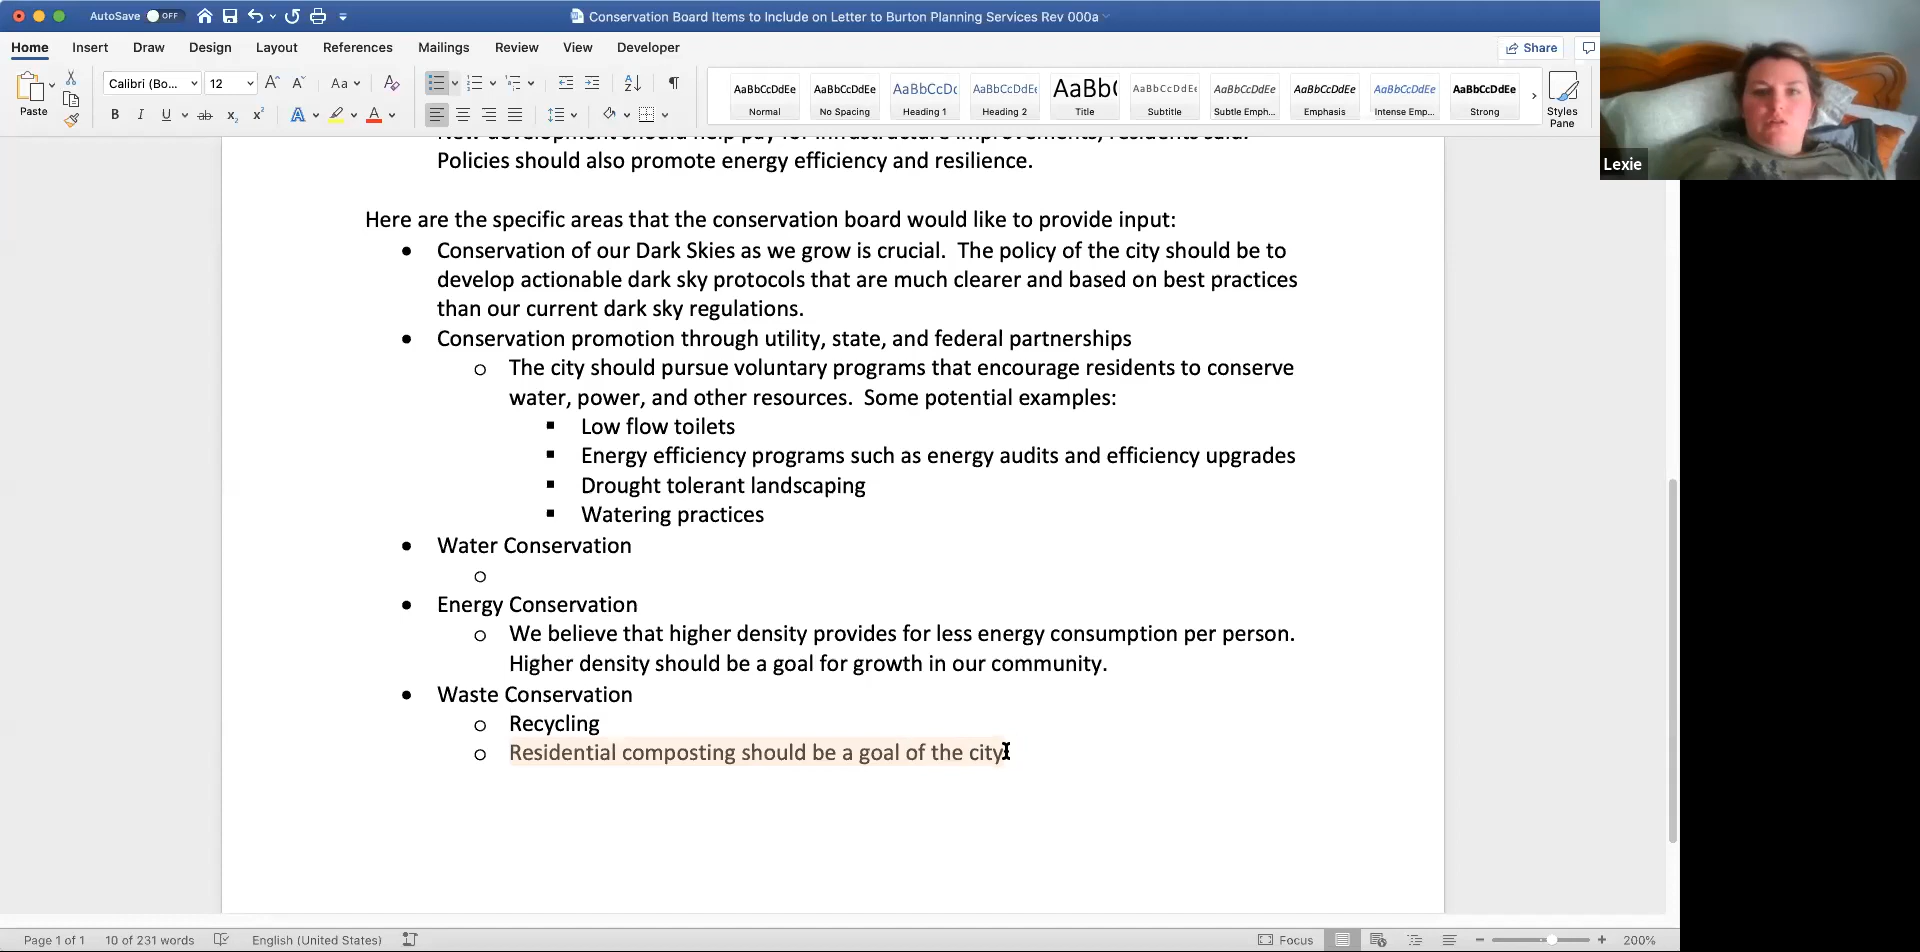 AutoSave OFF
Conservation Board Items to Include on Letter to Burton Planning Services Rev 000a
Home Insert Draw Design Layout References Mailings Review View Developer Share
Paste
Calibri (Bo... 12 Aa
AaBbCcDdEe AaBbCcDdEe AaBbCcDc AaBbCcDdEe AaBb( AaBbCcDdEe AaBbCcDdEe AaBbCcDdEe AaBbCcDdEe AaBbCcDdEe
Normal No Spacing Heading 1 Heading 2 Title Subtitle Subtle Emph... Emphasis Intense Emp... Strong
Styles Pane
Lexie
New development should help pay for infrastructure improvements, residents said.
Policies should also promote energy efficiency and resilience.
Here are the specific areas that the conservation board would like to provide input:
• Conservation of our Dark Skies as we grow is crucial. The policy of the city should be to
develop actionable dark sky protocols that are much clearer and based on best practices
than our current dark sky regulations.
• Conservation promotion through utility, state, and federal partnerships
o The city should pursue voluntary programs that encourage residents to conserve
water, power, and other resources. Some potential examples:
▪ Low flow toilets
▪ Energy efficiency programs such as energy audits and efficiency upgrades
▪ Drought tolerant landscaping
▪ Watering practices
• Water Conservation
o
• Energy Conservation
o We believe that higher density provides for less energy consumption per person.
Higher density should be a goal for growth in our community.
• Waste Conservation
o Recycling
o Residential composting should be a goal of the city
Page 1 of 1 10 of 231 words English (United States) Focus 200%